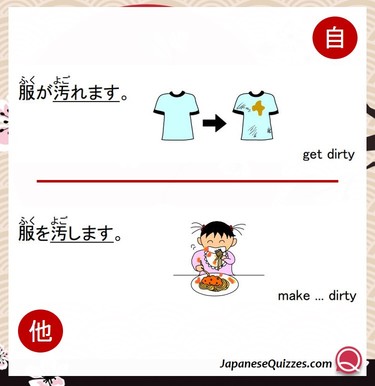 自
ふく よご
服が汚れます。
get dirty
ふく よご
服を汚します。
make ... dirty
他
JapaneseQuizzes.com